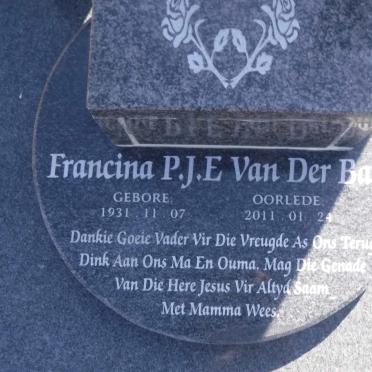 Francina P.J.E Van Der
GEBORE OORLEDE
1931 11 07 2011 01 24
Dankie Goeie Vader Vir Die Vreugde As Ons
Dink Aan Ons Ma En Ouma. Mag Die Genade
Van Die Here Jesus Vir Altyd Saam
Met Mamma Wees.